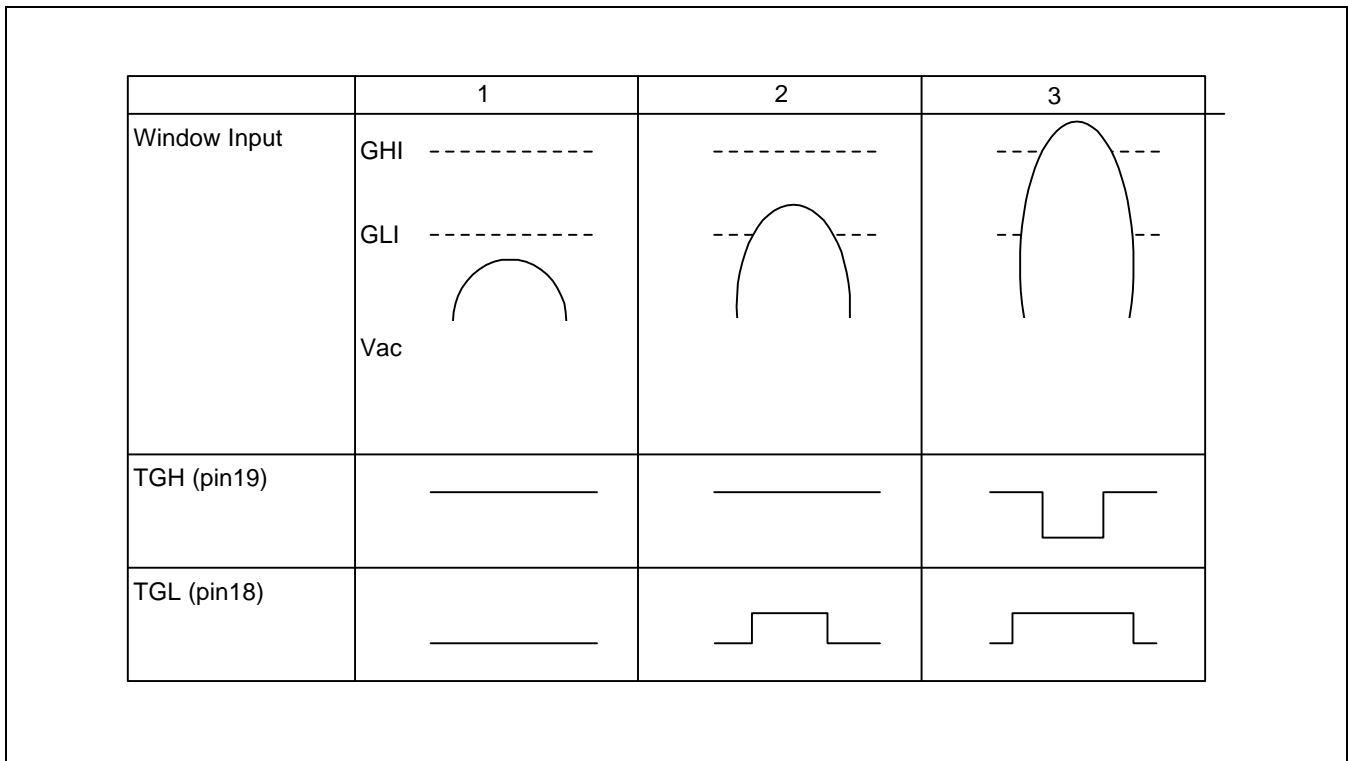 1 2 3
Window Input
GHI
GLI
Vac
TGH (pin19)
TGL (pin18)